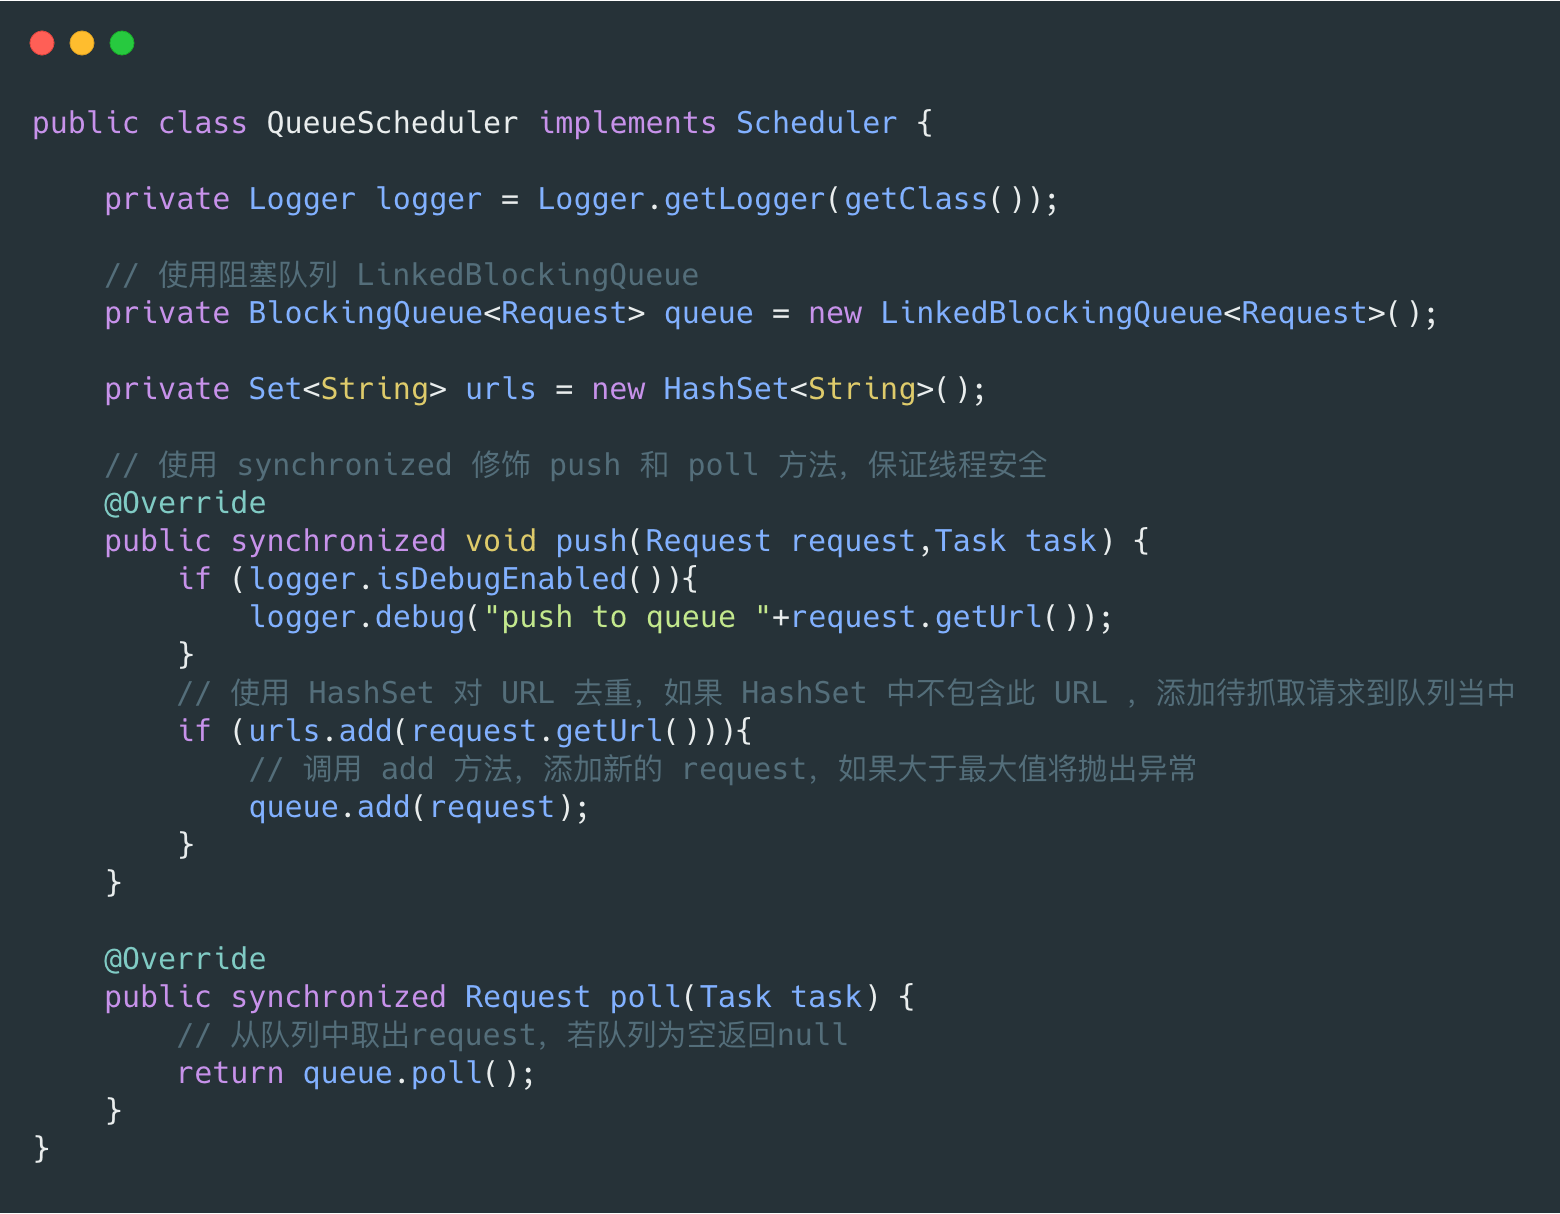 public class QueueScheduler implements Scheduler {
    private Logger logger = Logger.getLogger(getClass());
    // 使用阻塞队列 LinkedBlockingQueue
    private BlockingQueue<Request> queue = new LinkedBlockingQueue<Request>();
    private Set<String> urls = new HashSet<String>();
    // 使用 synchronized 修饰 push 和 poll 方法，保证线程安全
    @Override
    public synchronized void push(Request request,Task task) {
        if (logger.isDebugEnabled()){
            logger.debug("push to queue "+request.getUrl());
        }
        // 使用 HashSet 对 URL 去重，如果 HashSet 中不包含此 URL ，添加待抓取请求到队列当中
        if (urls.add(request.getUrl())){
            // 调用 add 方法，添加新的 request，如果大于最大值将抛出异常
            queue.add(request);
        }
    }
    @Override
    public synchronized Request poll(Task task) {
        // 从队列中取出request，若队列为空返回null
        return queue.poll();
    }
}